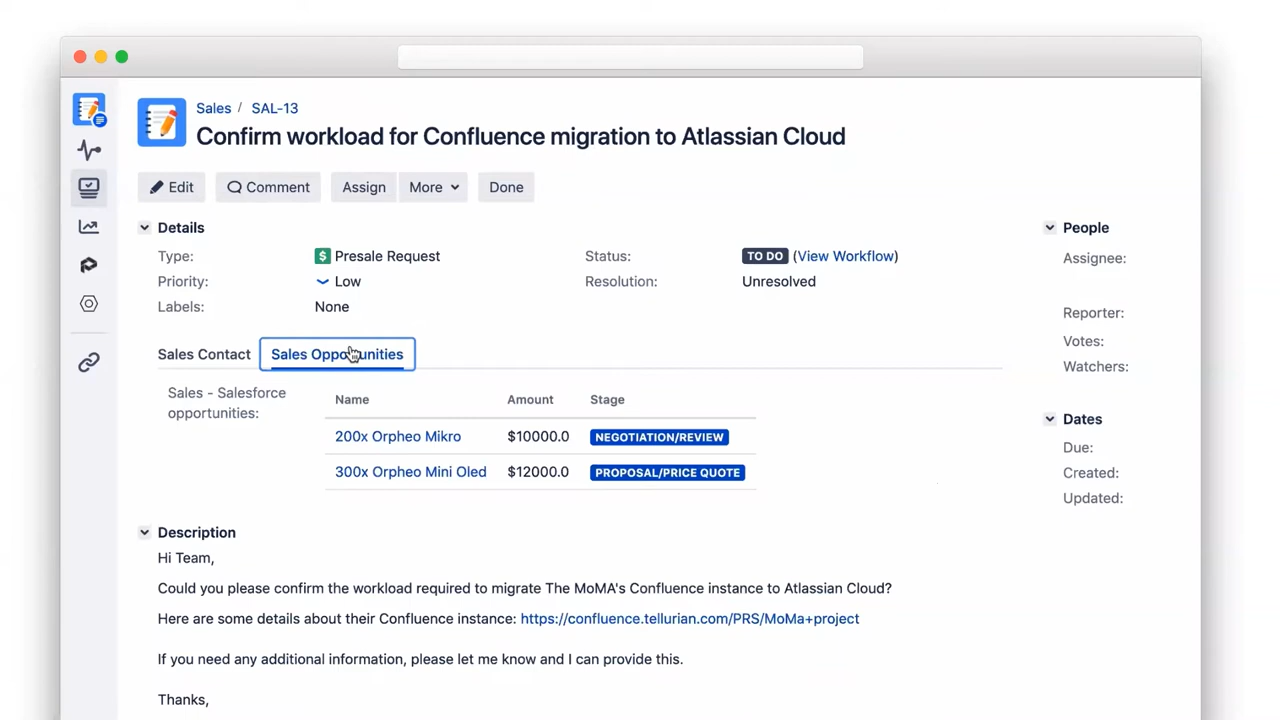 Sales / SAL-13
Confirm workload for Confluence migration to Atlassian Cloud
Edit Comment Assign More Done
Details
Type: $ Presale Request
Priority: Low
Labels: None
Status: TO DO (View Workflow)
Resolution: Unresolved
Sales Contact Sales Opportunities
Sales - Salesforce
opportunities:
Name Amount Stage
200x Orpheo Mikro $10000.0 NEGOTIATION/REVIEW
300x Orpheo Mini Oled $12000.0 PROPOSAL/PRICE QUOTE
Description
Hi Team,
Could you please confirm the workload required to migrate The MoMA's Confluence instance to Atlassian Cloud?
Here are some details about their Confluence instance: https://confluence.tellurian.com/PRS/MoMa+project
If you need any additional information, please let me know and I can provide this.
Thanks,
People
Assignee:
Reporter:
Votes:
Watchers:
Dates
Due:
Created:
Updated: